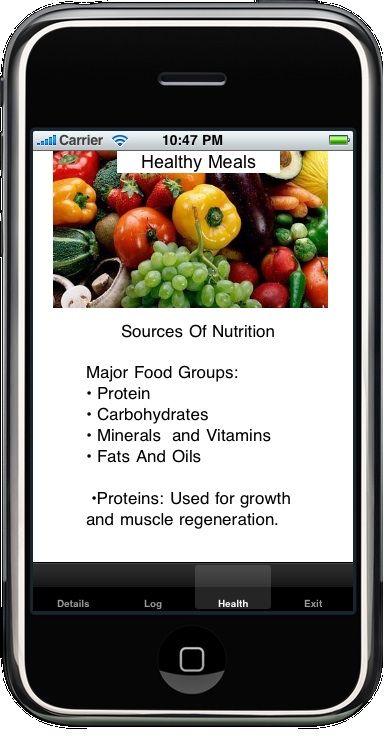 Carrier 10:47 PM
Healthy Meals
Sources Of Nutrition
Major Food Groups:
• Protein
• Carbohydrates
• Minerals  and Vitamins
• Fats And Oils
•Proteins: Used for growth
and muscle regeneration.
Details Log Health Exit